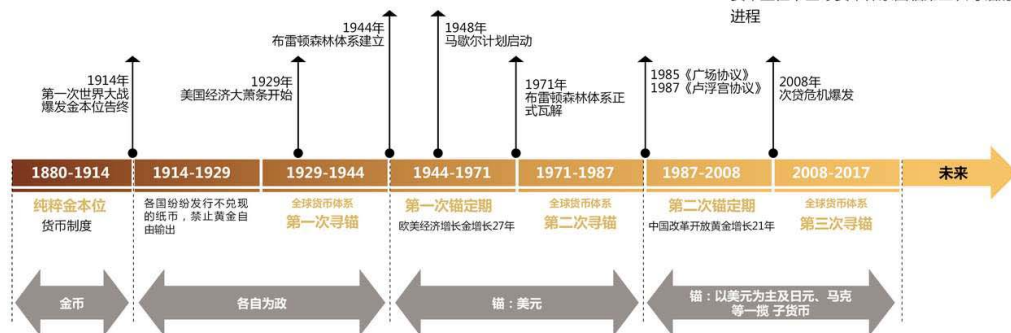 进程
1944年
布雷顿森林体系建立
1948年
马歇尔计划启动
1914年
第一次世界大战
爆发金本位告终
1929年
美国经济大萧条开始
1971年
布雷顿森林体系正
式瓦解
1985《广场协议》
1987《卢浮宫协议》
2008年
次贷危机爆发
1880-1914
1914-1929
1929-1944
1944-1971
1971-1987
1987-2008
2008-2017
未来
纯粹金本位
货币制度
各国纷纷发行不兑现
的纸币，禁止黄金自
由输出
全球货币体系
第一次寻锚
第一次锚定期
欧美经济增长金增长27年
全球货币体系
第二次寻锚
第二次锚定期
中国改革开放黄金增长21年
全球货币体系
第三次寻锚
金币
各自为政
锚：美元
锚：以美元为主及日元、马克
等一揽 子货币